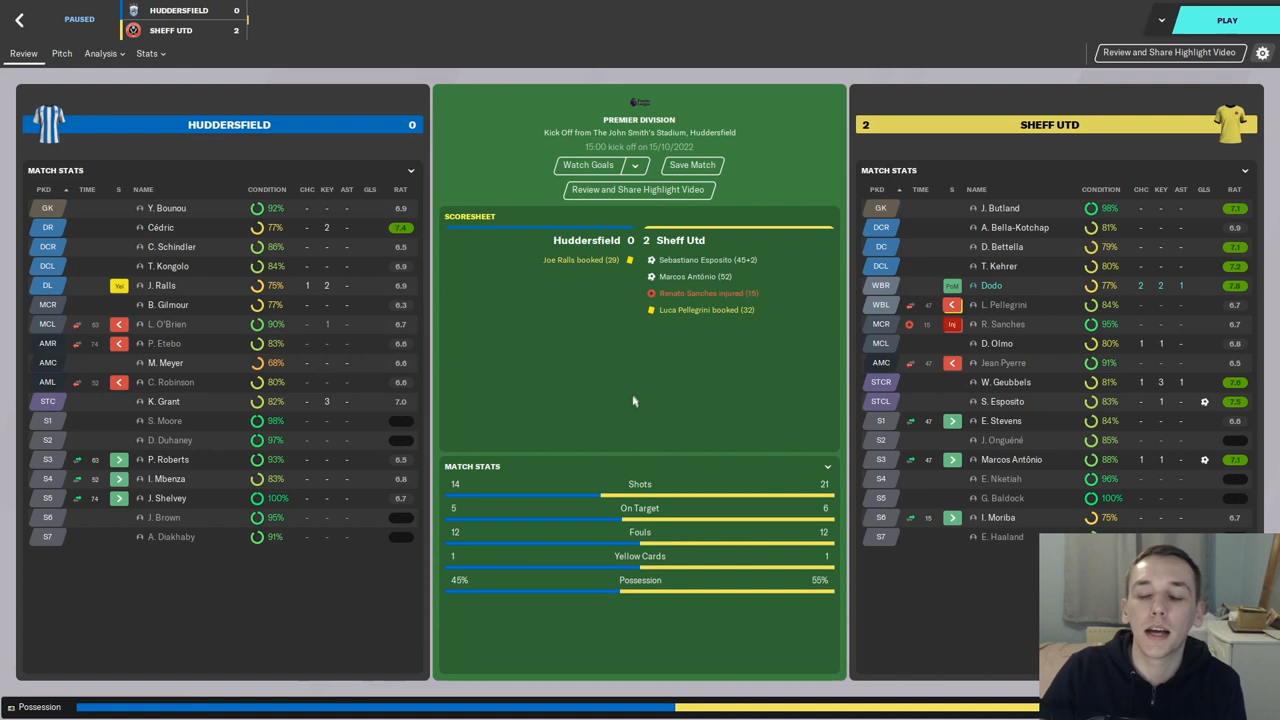 PAUSED
HUDDERSFIELD 0
SHEFF UTD 2
PLAY
Review Pitch Analysis Stats
Review and Share Highlight Video
HUDDERSFIELD 0
MATCH STATS
PKD TIME S NAME CONDITION CHC KEY AST GLS RAT
GK Y. Bounou 92% - - - 6.9
DR Cédric 77% - 2 - 7.4
DCR C. Schindler 86% - - - 6.5
DCL T. Kongolo 84% - - - 6.9
DL Yel J. Ralls 75% 1 2 - 6.9
MCR B. Gilmour 77% - - - 6.3
MCL 63 L. O'Brien 90% - 1 - 6.7
AMR 74 P. Etebo 83% - - - 6.6
AMC M. Meyer 68% - - - 6.6
AML 52 C. Robinson 80% - - - 6.6
STC K. Grant 82% - 3 - 7.0
S1 S. Moore 98% - - -
S2 D. Duhaney 97% - - -
S3 63 P. Roberts 93% - - - 6.5
S4 52 I. Mbenza 83% - - - 6.8
S5 74 J. Shelvey 100% - - - 6.7
S6 J. Brown 95% - - -
S7 A. Diakhaby 91% - - -
PREMIER DIVISION
Kick Off from The John Smith's Stadium, Huddersfield
15:00 kick off on 15/10/2022
Watch Goals Save Match
Review and Share Highlight Video
SCORESHEET
Huddersfield 0 2 Sheff Utd
Joe Ralls booked (29) Sebastiano Esposito (45+2)
Marcos Antônio (52)
Renato Sanches injured (15)
Luca Pellegrini booked (32)
MATCH STATS
14 Shots 21
5 On Target 6
12 Fouls 12
1 Yellow Cards 1
45% Possession 55%
2 SHEFF UTD
MATCH STATS
PKD TIME S NAME CONDITION CHC KEY AST GLS RAT
GK J. Butland 98% - - - 7.1
DCR A. Bella-Kotchap 81% - - - 6.9
DC D. Bettella 79% - - - 7.1
DCL T. Kehrer 80% - - - 7.2
WBR PoM Dodo 77% 2 2 1 7.8
WBL 47 L. Pellegrini 84% - - - 6.7
MCR 15 Inj R. Sanches 95% - - - 6.7
MCL D. Olmo 80% 1 1 - 6.8
AMC 47 Jean Pyerre 91% - - - 6.5
STCR W. Geubbels 81% 1 3 1 7.6
STCL S. Esposito 83% - 1 - 7.5
S1 47 E. Stevens 84% - - - 6.6
S2 J. Onguéné 85% - - -
S3 47 Marcos Antônio 88% 1 1 - 7.1
S4 E. Nketiah 96% - - -
S5 G. Baldock 100% - - -
S6 15 I. Moriba 75% - - - 6.7
S7 E. Haaland
Possession